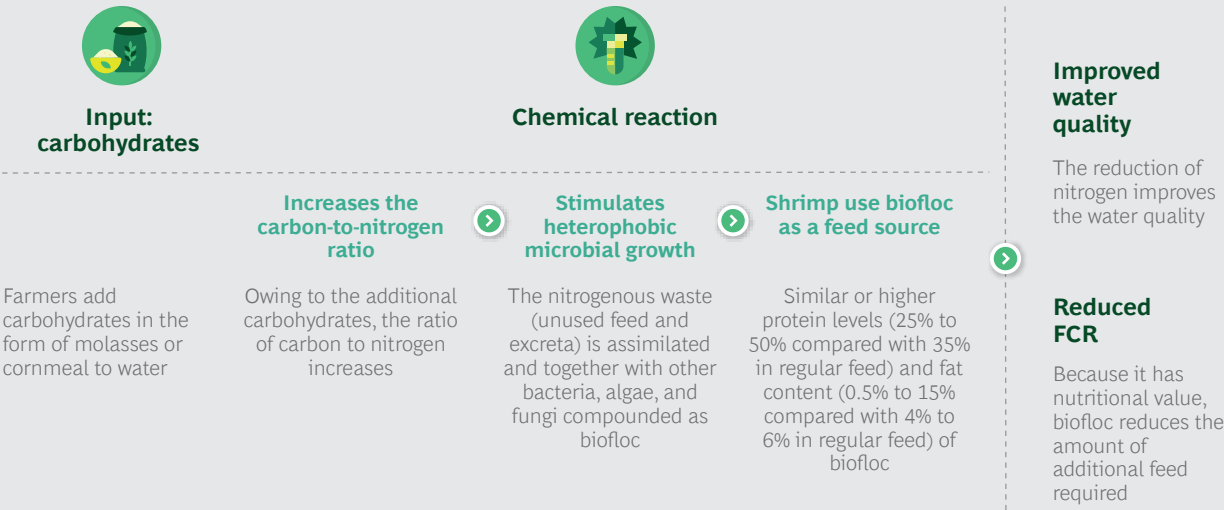 Input:
carbohydrates
Farmers add
carbohydrates in the
form of molasses or
cornmeal to water
Chemical reaction
Increases the
carbon-to-nitrogen
ratio
Owing to the additional
carbohydrates, the ratio
of carbon to nitrogen
increases
Stimulates
heterophobic
microbial growth
The nitrogenous waste
(unused feed and
excreta) is assimilated
and together with other
bacteria, algae, and
fungi compounded as
biofloc
Shrimp use biofloc
as a feed source
Similar or higher
protein levels (25% to
50% compared with 35%
in regular feed) and fat
content (0.5% to 15%
compared with 4% to
6% in regular feed) of
biofloc
Improved
water
quality
The reduction of
nitrogen improves
the water quality
Reduced
FCR
Because it has
nutritional value,
biofloc reduces the
amount of
additional feed
required